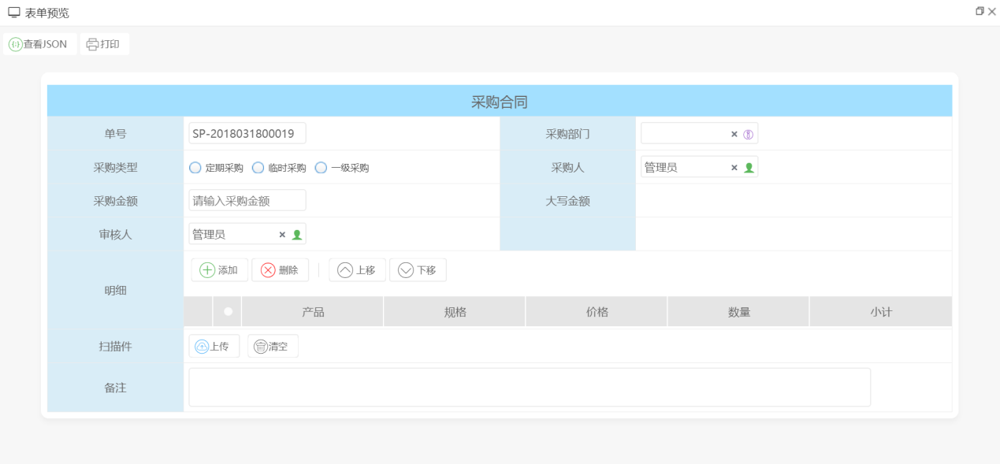 表单预览
查看JSON 打印
采购合同
单号 SP-2018031800019 采购部门
采购类型 定期采购 临时采购 一级采购 采购人 管理员
采购金额 请输入采购金额 大写金额
审核人 管理员
明细 添加 删除 上移 下移
产品 规格 价格 数量 小计
扫描件 上传 清空
备注